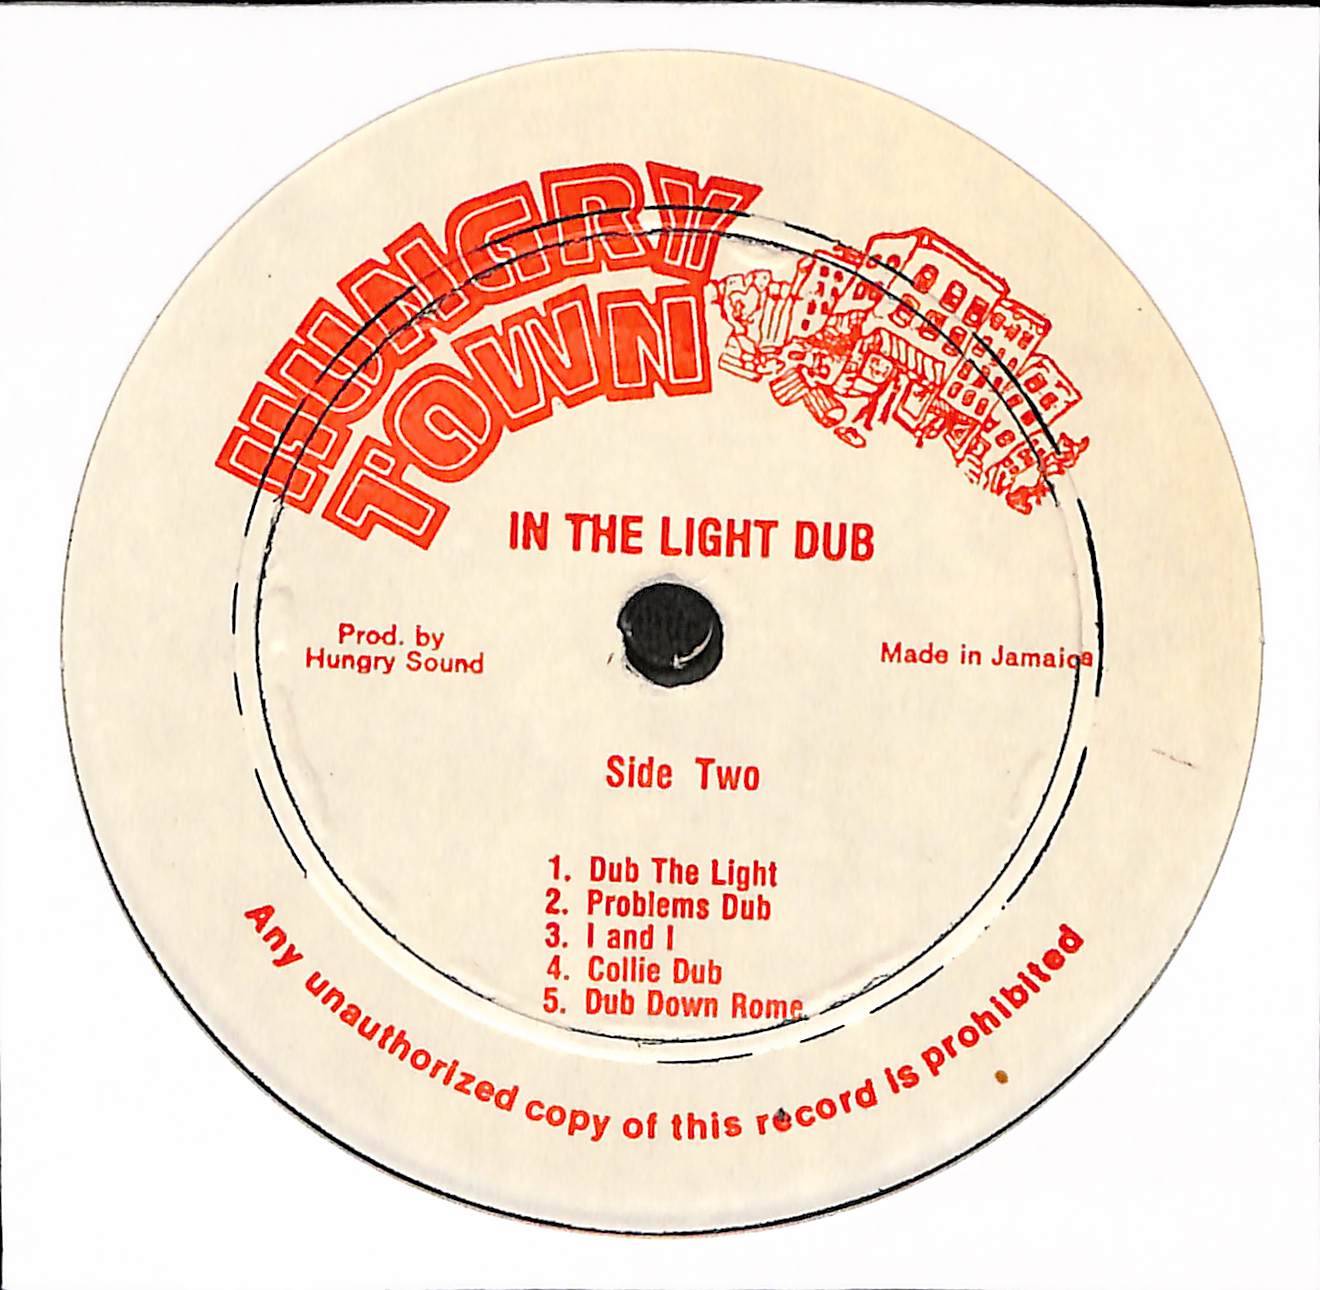 HUNGRY
TOWN
IN THE LIGHT DUB
Prod. by
Hungry Sound
Made in Jamaica
Side Two
1. Dub The Light
2. Problems Dub
3. I and I
4. Collie Dub
5. Dub Down Rome
Any unauthorized copy of this record is prohibited